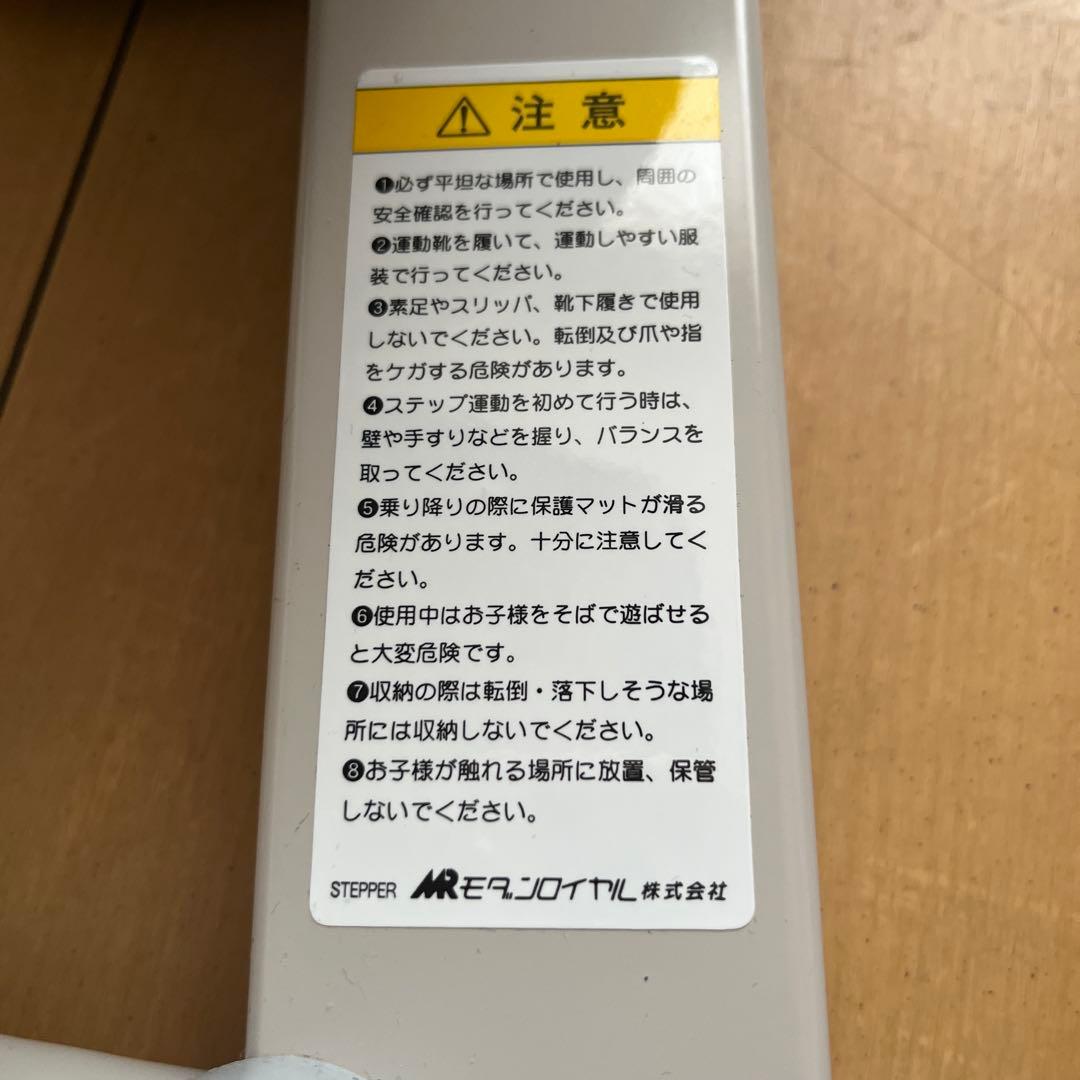 ⚠ 注意
❶必ず平坦な場所で使用し、周囲の
安全確認を行ってください。
❷運動靴を履いて、運動しやすい服
装で行ってください。
❸素足やスリッパ、靴下履きで使用
しないでください。転倒及び爪や指
をケガする危険があります。
❹ステップ運動を初めて行う時は、
壁や手すりなどを握り、バランスを
取ってください。
❺乗り降りの際に保護マットが滑る
危険があります。十分に注意してく
ださい。
❻使用中はお子様をそばで遊ばせる
と大変危険です。
❼収納の際は転倒・落下しそうな場
所には収納しないでください。
❽お子様が触れる場所に放置、保管
しないでください。
STEPPER MRモダンロイヤル株式会社